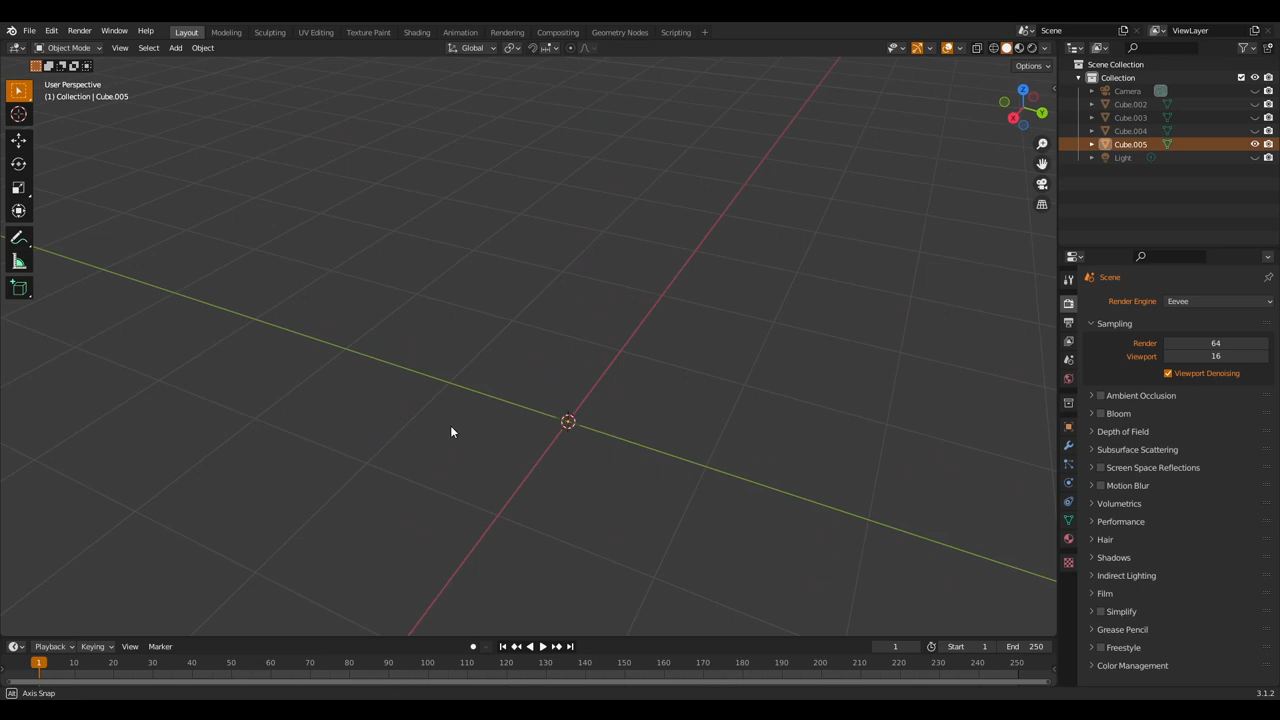 File Edit Render Window Help Layout Modeling Sculpting UV Editing Texture Paint Shading Animation Rendering Compositing Geometry Nodes Scripting + Scene ViewLayer
Object Mode View Select Add Object Global
Options
User Perspective
(1) Collection | Cube.005
Z
Y
X
Scene Collection
Collection
Camera
Cube.002
Cube.003
Cube.004
Cube.005
Light
Scene
Render Engine Eevee
Sampling
Render 64
Viewport 16
Viewport Denoising
Ambient Occlusion
Bloom
Depth of Field
Subsurface Scattering
Screen Space Reflections
Motion Blur
Volumetrics
Performance
Hair
Shadows
Indirect Lighting
Film
Simplify
Grease Pencil
Freestyle
Color Management
Playback Keying View Marker 1 Start 1 End 250
1 10 20 30 40 50 60 70 80 90 100 110 120 130 140 150 160 170 180 190 200 210 220 230 240 250
Alt Axis Snap 3.1.2